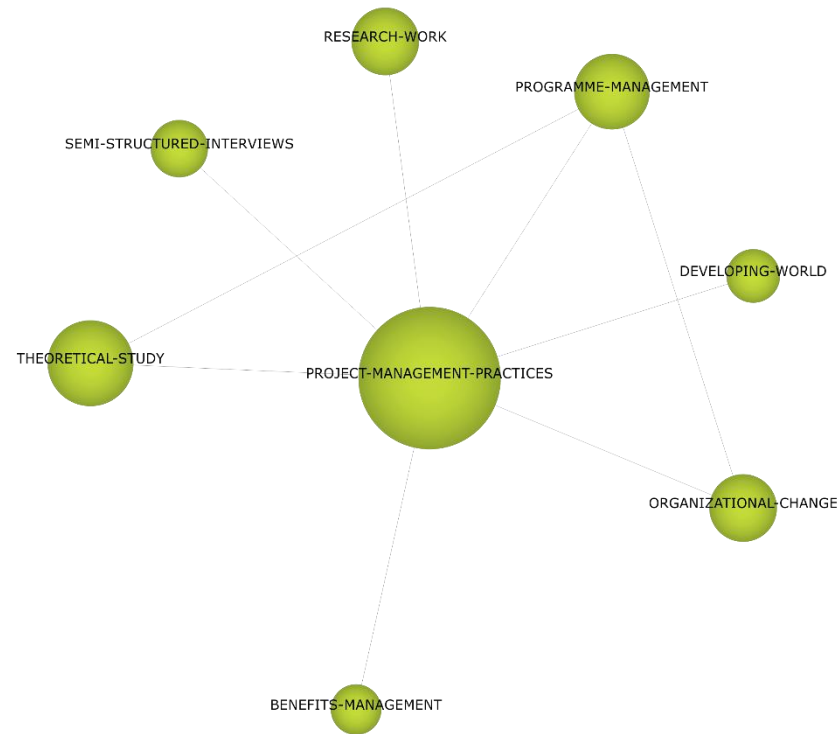 RESEARCH-WORK
PROGRAMME-MANAGEMENT
SEMI-STRUCTURED-INTERVIEWS
DEVELOPING-WORLD
THEORETICAL-STUDY
PROJECT-MANAGEMENT-PRACTICES
ORGANIZATIONAL-CHANGE
BENEFITS-MANAGEMENT